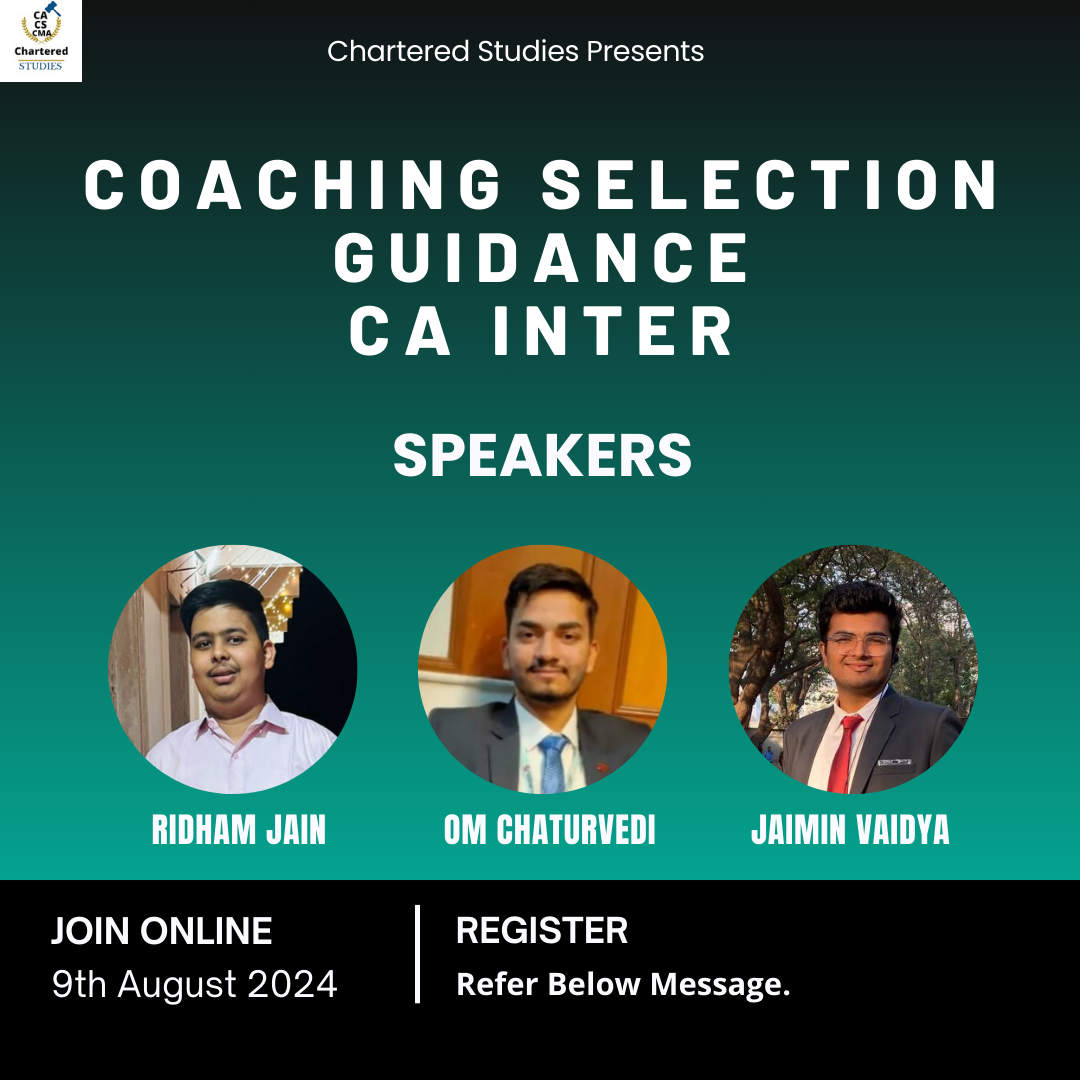 CA
CS
CMA
Chartered
STUDIES
Chartered Studies Presents
COACHING SELECTION
GUIDANCE
CA INTER
SPEAKERS
RIDHAM JAIN
OM CHATURVEDI
JAIMIN VAIDYA
JOIN ONLINE
9th August 2024
REGISTER
Refer Below Message.